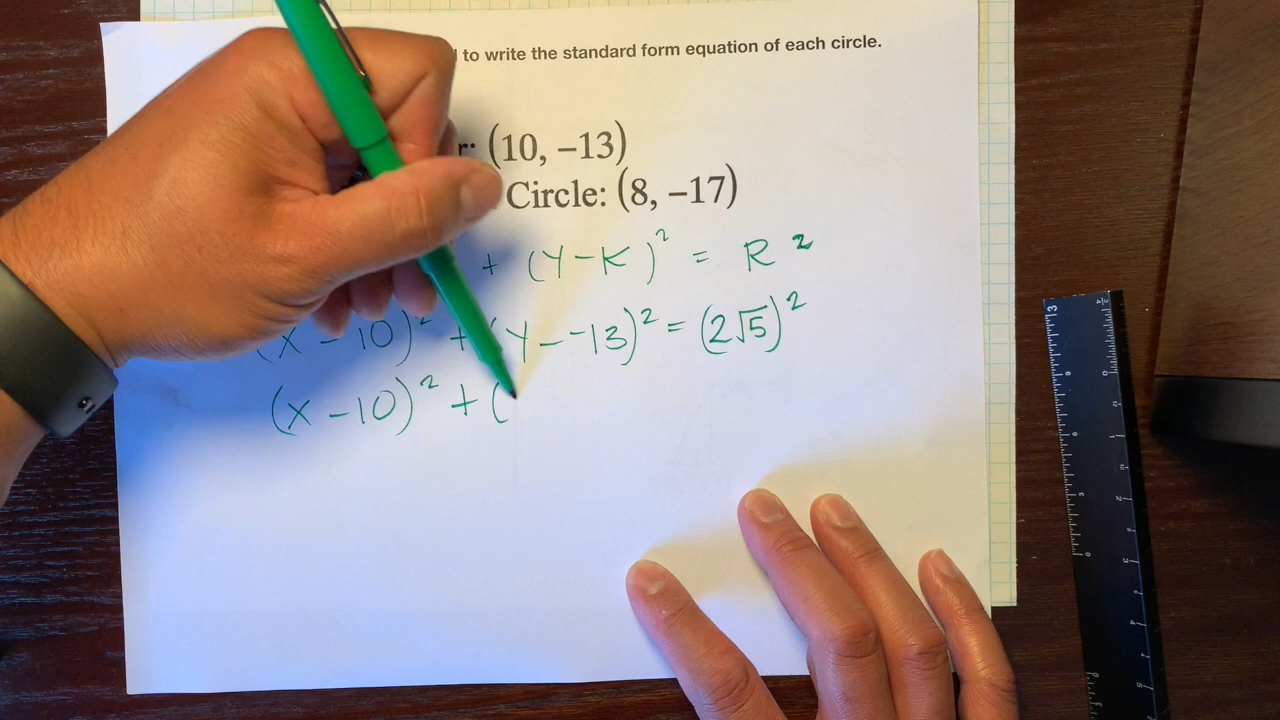 to write the standard form equation of each circle.
r: (10, −13)
Circle: (8, −17)
+ (Y-K)² = R²
(X - 10)² + (Y - -13)² = (2√5)²
(X - 10)² + (